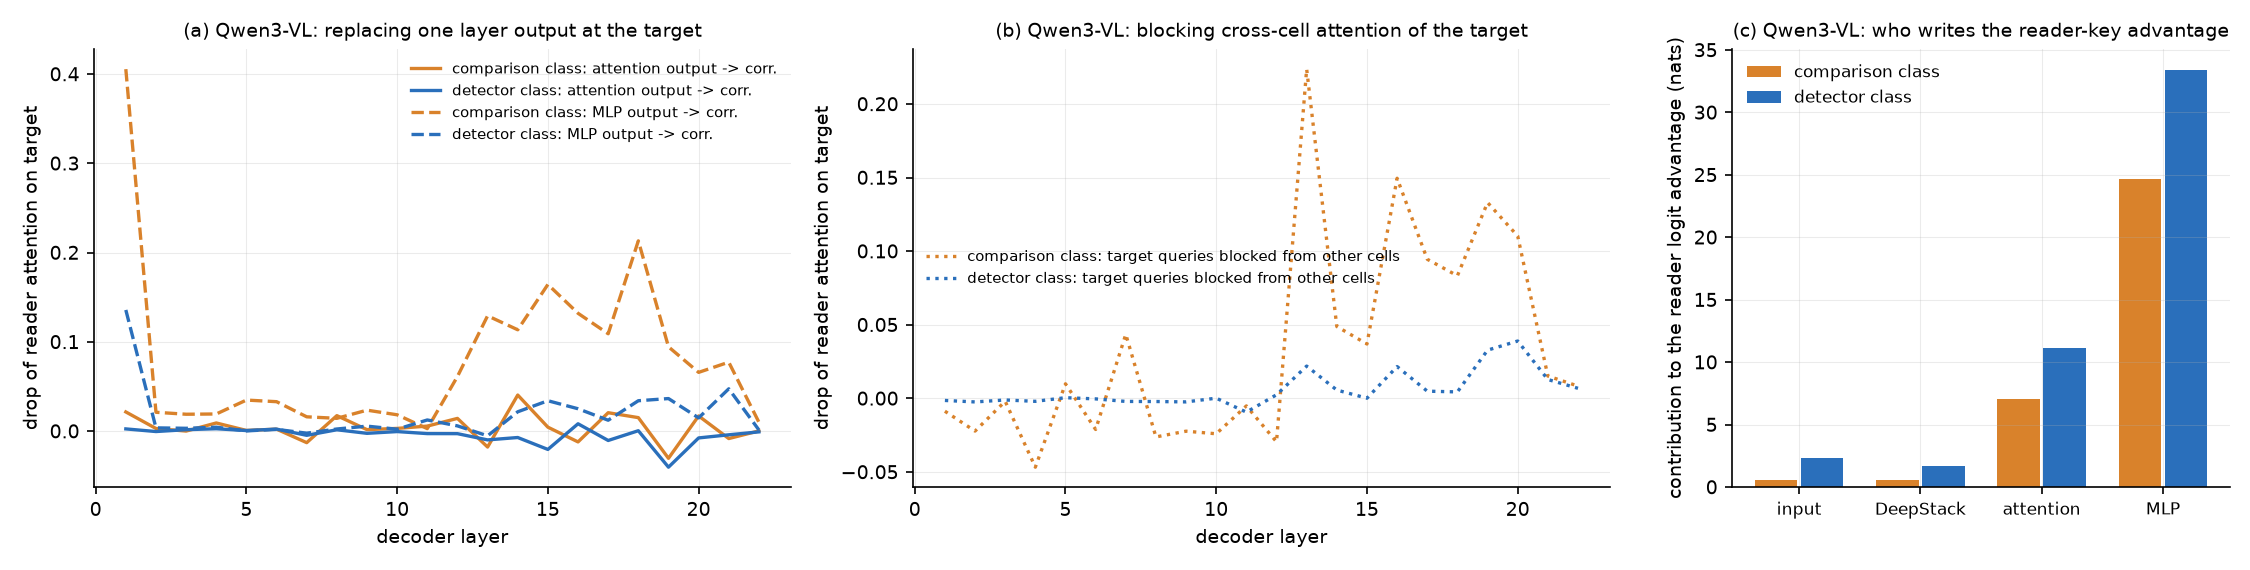 (a) Qwen3-VL: replacing one layer output at the target
drop of reader attention on target
0.4
0.3
0.2
0.1
0.0
comparison class: attention output -> corr.
detector class: attention output -> corr.
comparison class: MLP output -> corr.
detector class: MLP output -> corr.
0 5 10 15 20
decoder layer
(b) Qwen3-VL: blocking cross-cell attention of the target
drop of reader attention on target
0.20
0.15
0.10
0.05
0.00
−0.05
comparison class: target queries blocked from other cells
detector class: target queries blocked from other cells
0 5 10 15 20
decoder layer
(c) Qwen3-VL: who writes the reader-key advantage
contribution to the reader logit advantage (nats)
35
30
25
20
15
10
5
0
comparison class
detector class
input DeepStack attention MLP